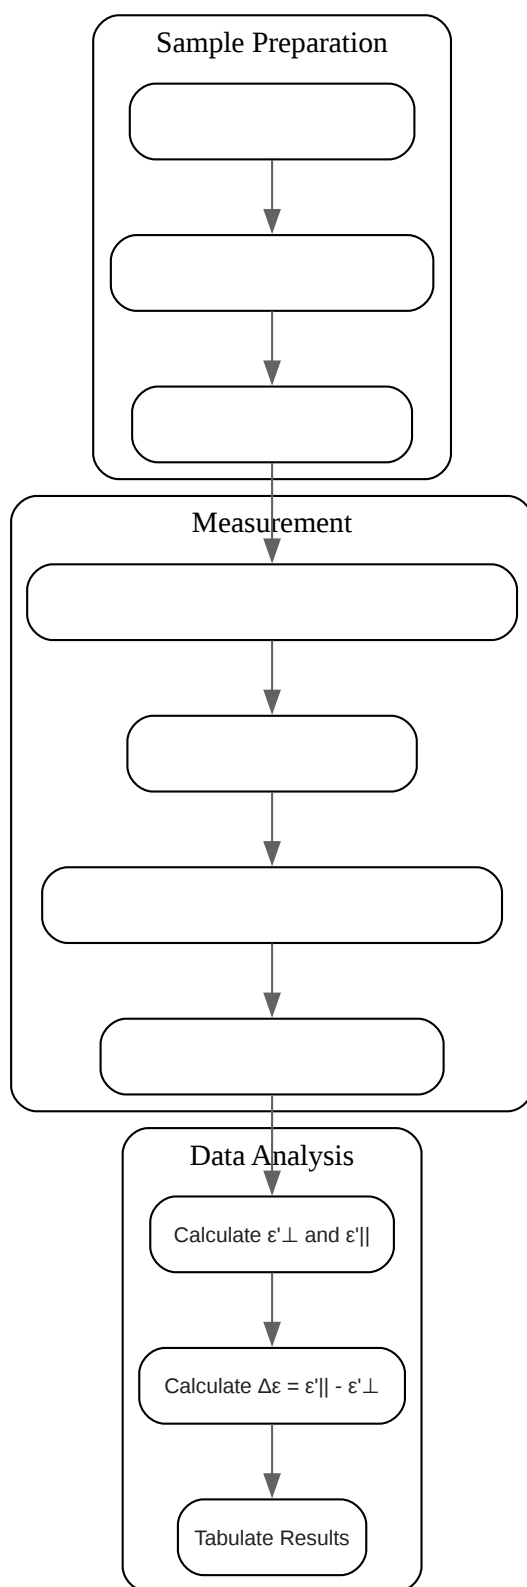 Sample Preparation
Measurement
Data Analysis
Calculate ε'⊥ and ε'||
Calculate Δε = ε'|| - ε'⊥
Tabulate Results